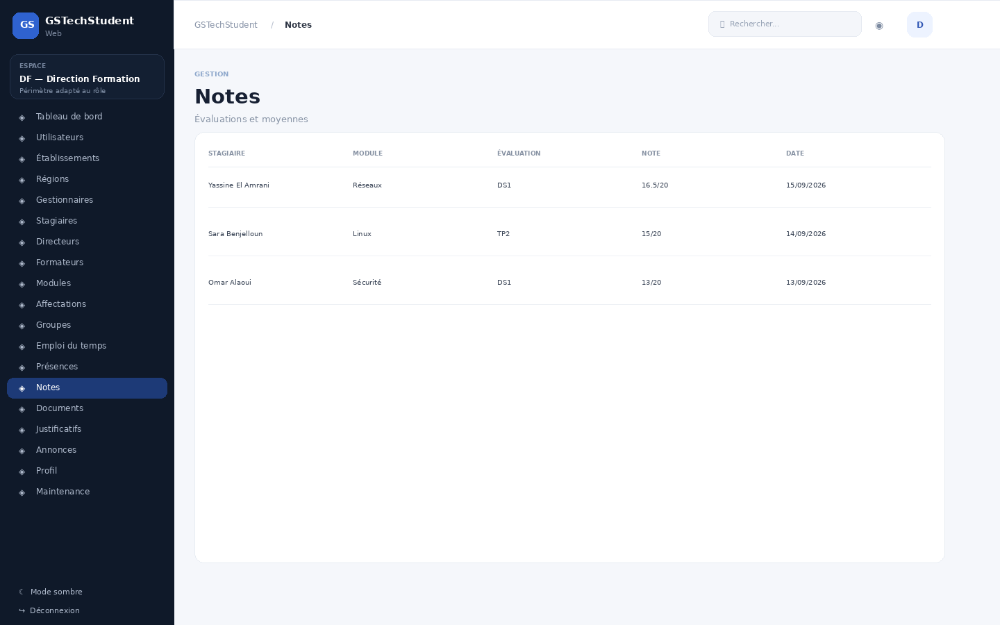 GS
GSTechStudent
Web
ESPACE
DF — Direction Formation
Périmètre adapté au rôle
Tableau de bord
Utilisateurs
Établissements
Régions
Gestionnaires
Stagiaires
Directeurs
Formateurs
Modules
Affectations
Groupes
Emploi du temps
Présences
Notes
Documents
Justificatifs
Annonces
Profil
Maintenance
Mode sombre
Déconnexion
GSTechStudent / Notes
Rechercher...
D
GESTION
Notes
Évaluations et moyennes
STAGIAIRE MODULE ÉVALUATION NOTE DATE
Yassine El Amrani Réseaux DS1 16.5/20 15/09/2026
Sara Benjelloun Linux TP2 15/20 14/09/2026
Omar Alaoui Sécurité DS1 13/20 13/09/2026